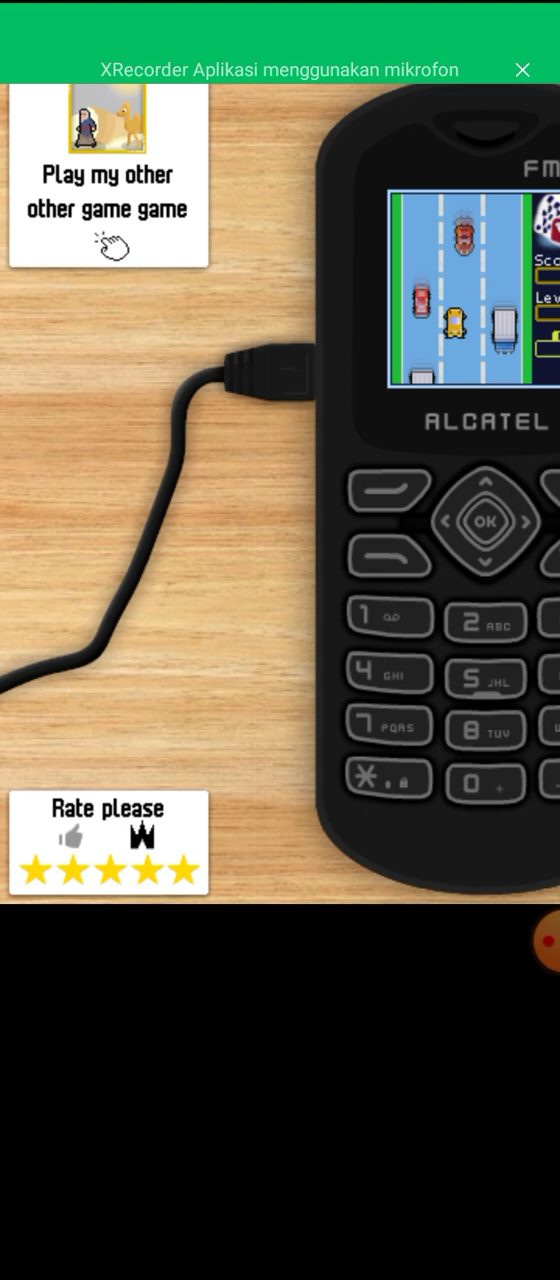 XRecorder Aplikasi menggunakan mikrofon
Play my other
other game game
FM
Sco
Lev
ALCATEL
OK
1
2 ABC
4 GHI
5 JHL
7 PQRS
8 TUV
* ,
0 +
Rate please